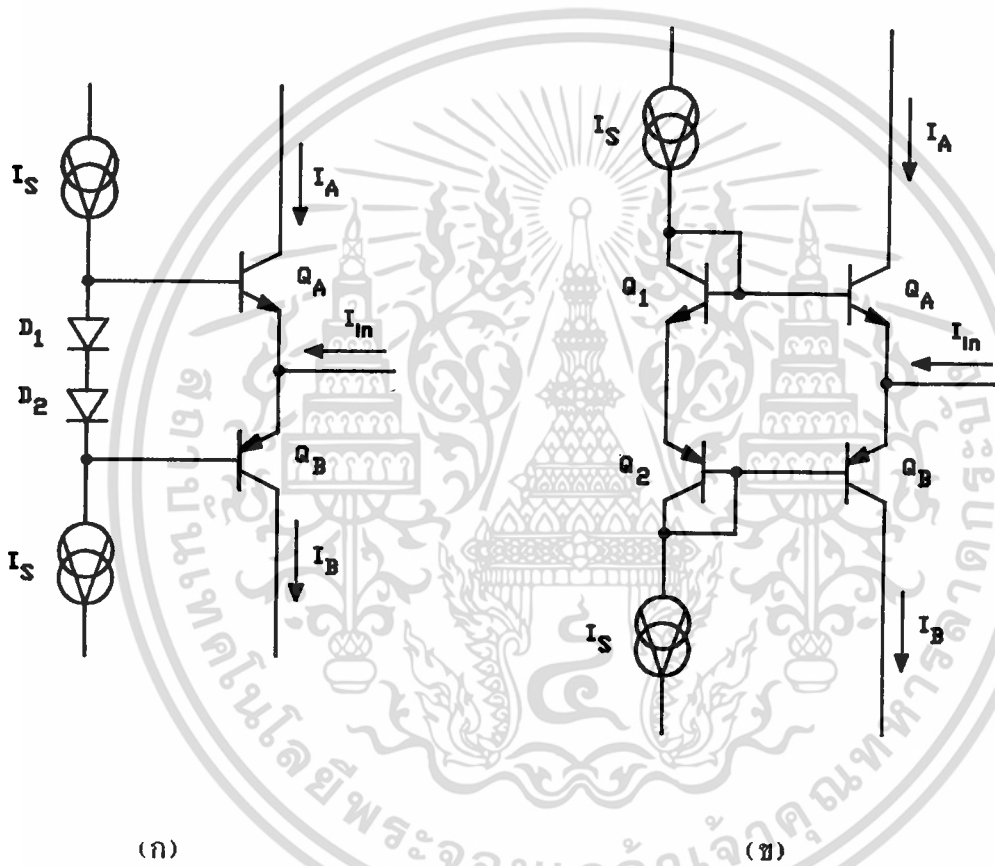 I_S
I_A
Q_A
D_1
I_in
D_2
Q_B
I_S
I_B
(ก)
I_S
I_A
Q_1
Q_A
I_in
Q_2
Q_B
I_S
I_B
(ข)